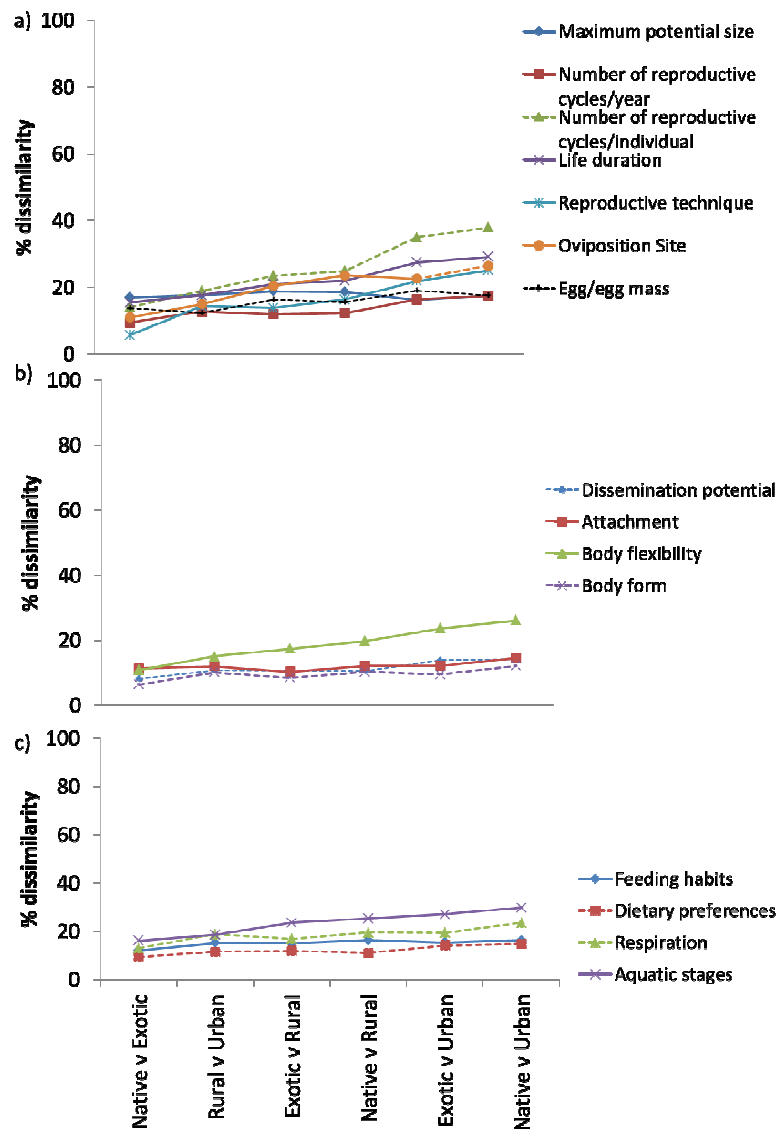 a)
100
80
60
40
20
0
% dissimilarity
Maximum potential size
Number of reproductive
cycles/year
Number of reproductive
cycles/individual
Life duration
Reproductive technique
Oviposition Site
Egg/egg mass
b)
100
80
60
40
20
0
% dissimilarity
Dissemination potential
Attachment
Body flexibility
Body form
c)
100
80
60
40
20
0
% dissimilarity
Feeding habits
Dietary preferences
Respiration
Aquatic stages
Native v Exotic
Rural v Urban
Exotic v Rural
Native v Rural
Exotic v Urban
Native v Urban